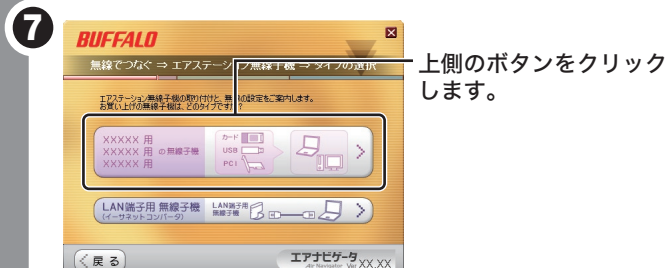 7
BUFFALO
無線でつなぐ ⇒ エアステーション無線子機 ⇒ タイプの選択
上側のボタンをクリック
します。
エアステーション無線子機の取り付けと、無線の設定をご案内します。
お買い上げの無線子機は、どのタイプですか？
XXXXX 用
XXXXX 用 の無線子機
XXXXX 用
カード
USB
PCI
LAN端子用 無線子機
(イーサネットコンバータ)
LAN端子用
無線子機
戻る
エアナビゲータ
Air Navigator Ver XX.XX